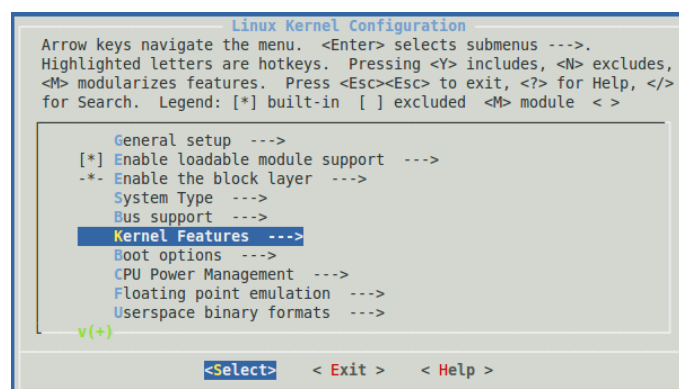 Linux Kernel Configuration
Arrow keys navigate the menu.  <Enter> selects submenus --->.
Highlighted letters are hotkeys.  Pressing <Y> includes, <N> excludes,
<M> modularizes features.  Press <Esc><Esc> to exit, <?> for Help, </>
for Search.  Legend: [*] built-in  [ ] excluded  <M> module  < >
General setup  --->
[*] Enable loadable module support  --->
-*- Enable the block layer  --->
System Type  --->
Bus support  --->
Kernel Features  --->
Boot options  --->
CPU Power Management  --->
Floating point emulation  --->
Userspace binary formats  --->
v(+)
<Select>    < Exit >    < Help >